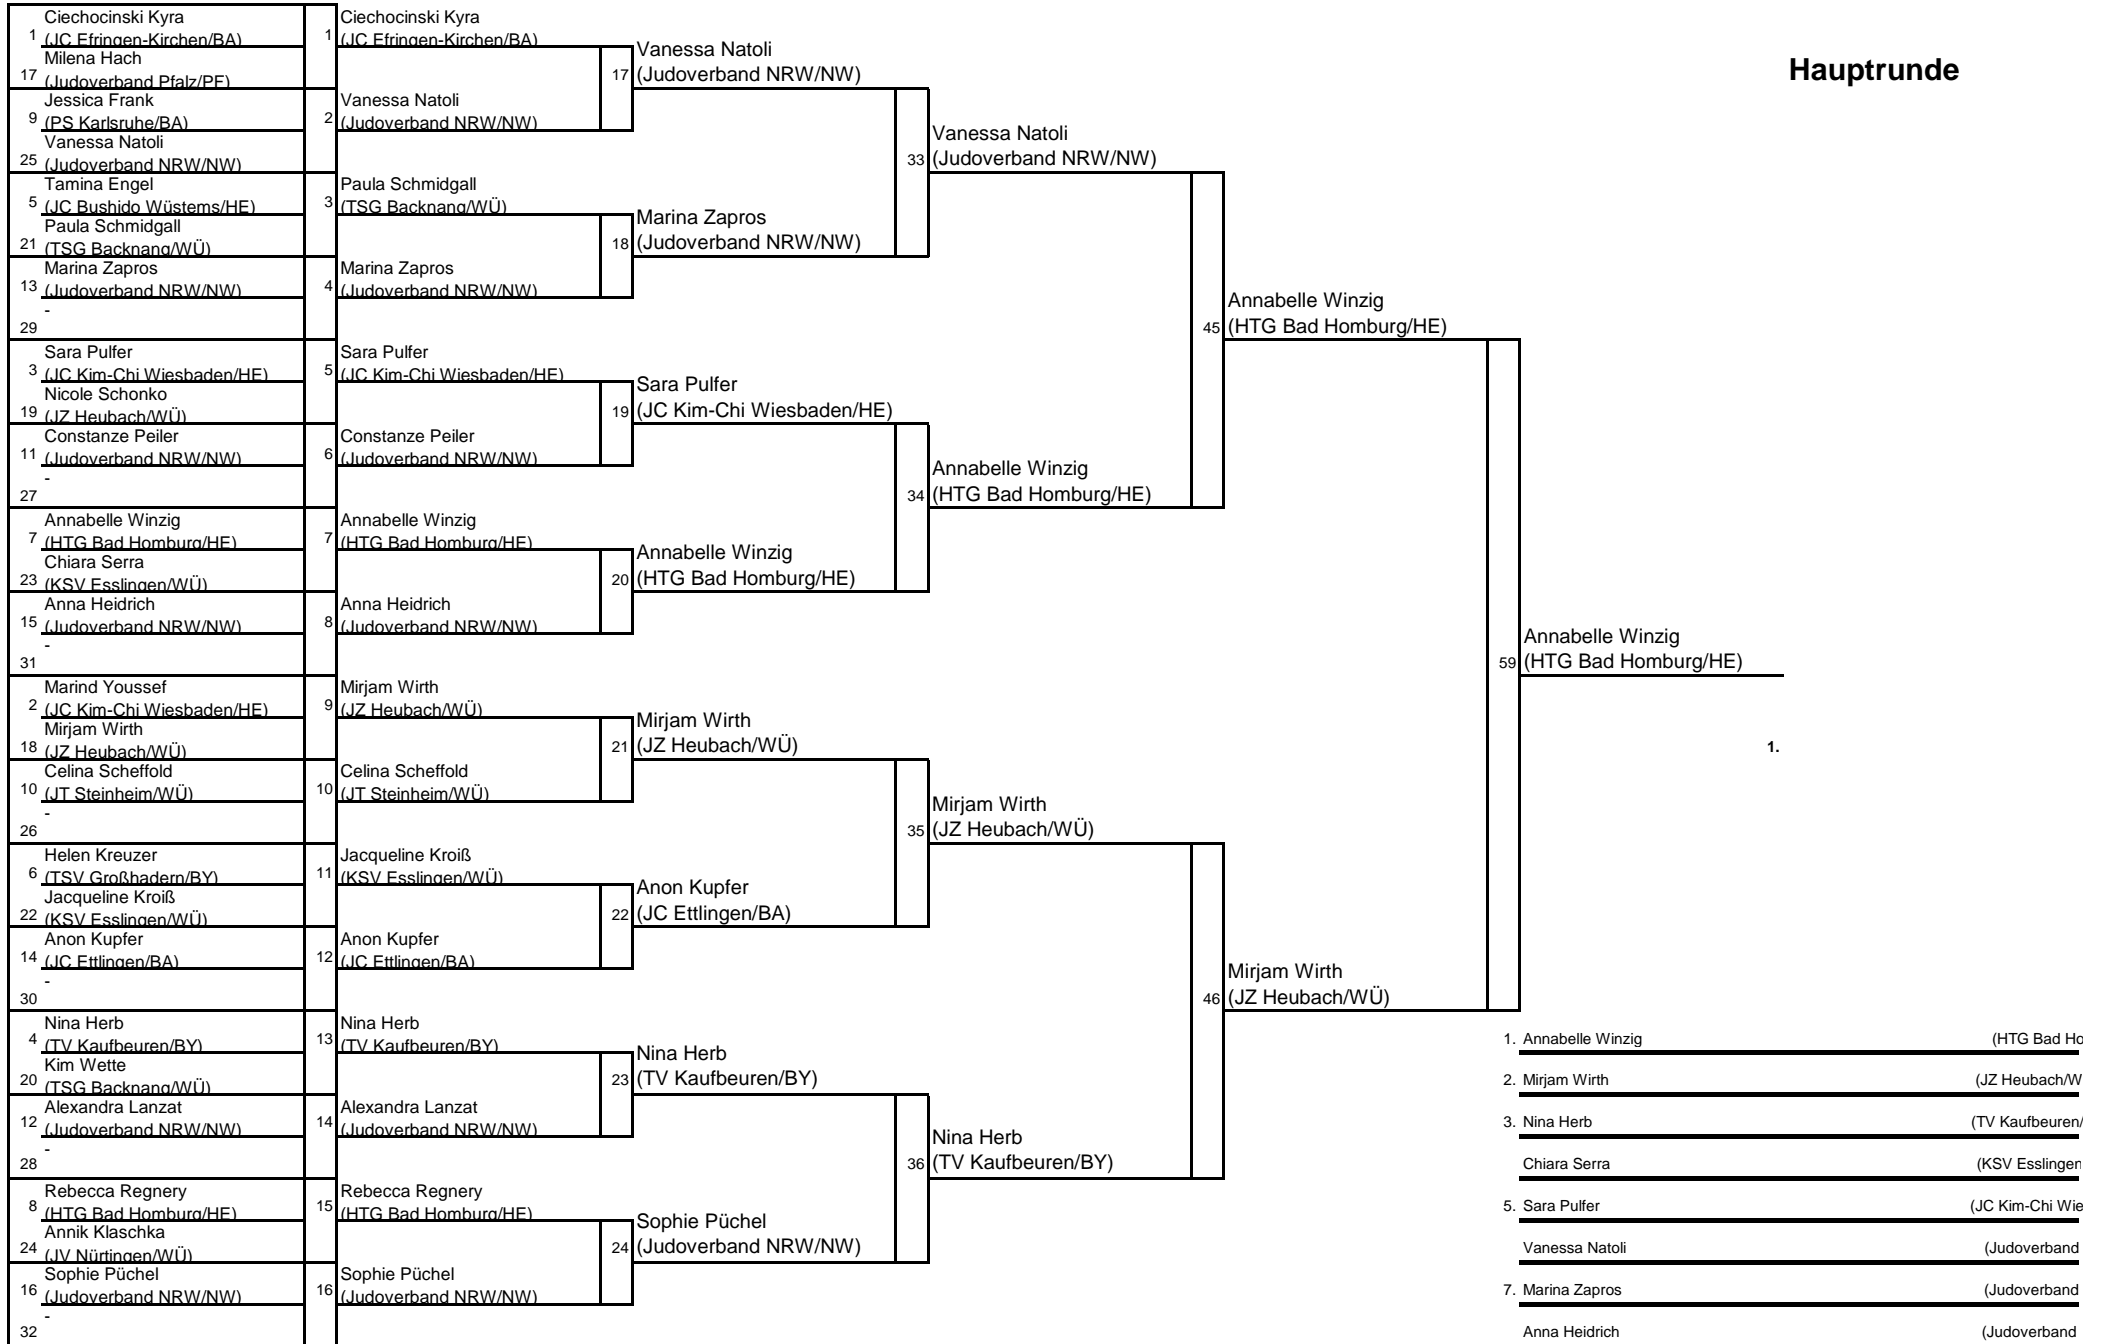 Hauptrunde
1 Ciechocinski Kyra
(JC Efringen-Kirchen/BA)
17 Milena Hach
(Judoverband Pfalz/PF)
9 Jessica Frank
(PS Karlsruhe/BA)
25 Vanessa Natoli
(Judoverband NRW/NW)
5 Tamina Engel
(JC Bushido Wüstems/HE)
21 Paula Schmidgall
(TSG Backnang/WÜ)
13 Marina Zapros
(Judoverband NRW/NW)
29 -
3 Sara Pulfer
(JC Kim-Chi Wiesbaden/HE)
19 Nicole Schonko
(JZ Heubach/WÜ)
11 Constanze Peiler
(Judoverband NRW/NW)
27 -
7 Annabelle Winzig
(HTG Bad Homburg/HE)
23 Chiara Serra
(KSV Esslingen/WÜ)
15 Anna Heidrich
(Judoverband NRW/NW)
31 -
2 Marind Youssef
(JC Kim-Chi Wiesbaden/HE)
18 Mirjam Wirth
(JZ Heubach/WÜ)
10 Celina Scheffold
(JT Steinheim/WÜ)
26 -
6 Helen Kreuzer
(TSV Großhadern/BY)
22 Jacqueline Kroiß
(KSV Esslingen/WÜ)
14 Anon Kupfer
(JC Ettlingen/BA)
30 -
4 Nina Herb
(TV Kaufbeuren/BY)
20 Kim Wette
(TSG Backnang/WÜ)
12 Alexandra Lanzat
(Judoverband NRW/NW)
28 -
8 Rebecca Regnery
(HTG Bad Homburg/HE)
24 Annik Klaschka
(JV Nürtingen/WÜ)
16 Sophie Püchel
(Judoverband NRW/NW)
32 -
1 Ciechocinski Kyra
(JC Efringen-Kirchen/BA)
2 Vanessa Natoli
(Judoverband NRW/NW)
3 Paula Schmidgall
(TSG Backnang/WÜ)
4 Marina Zapros
(Judoverband NRW/NW)
5 Sara Pulfer
(JC Kim-Chi Wiesbaden/HE)
6 Constanze Peiler
(Judoverband NRW/NW)
7 Annabelle Winzig
(HTG Bad Homburg/HE)
8 Anna Heidrich
(Judoverband NRW/NW)
9 Mirjam Wirth
(JZ Heubach/WÜ)
10 Celina Scheffold
(JT Steinheim/WÜ)
11 Jacqueline Kroiß
(KSV Esslingen/WÜ)
12 Anon Kupfer
(JC Ettlingen/BA)
13 Nina Herb
(TV Kaufbeuren/BY)
14 Alexandra Lanzat
(Judoverband NRW/NW)
15 Rebecca Regnery
(HTG Bad Homburg/HE)
16 Sophie Püchel
(Judoverband NRW/NW)
Vanessa Natoli
17 (Judoverband NRW/NW)
Marina Zapros
18 (Judoverband NRW/NW)
Sara Pulfer
19 (JC Kim-Chi Wiesbaden/HE)
Annabelle Winzig
20 (HTG Bad Homburg/HE)
Mirjam Wirth
21 (JZ Heubach/WÜ)
Anon Kupfer
22 (JC Ettlingen/BA)
Nina Herb
23 (TV Kaufbeuren/BY)
Sophie Püchel
24 (Judoverband NRW/NW)
Vanessa Natoli
33 (Judoverband NRW/NW)
Annabelle Winzig
34 (HTG Bad Homburg/HE)
Mirjam Wirth
35 (JZ Heubach/WÜ)
Nina Herb
36 (TV Kaufbeuren/BY)
Annabelle Winzig
45 (HTG Bad Homburg/HE)
Mirjam Wirth
46 (JZ Heubach/WÜ)
Annabelle Winzig
59 (HTG Bad Homburg/HE)
1.
1. Annabelle Winzig (HTG Bad Ho
2. Mirjam Wirth (JZ Heubach/W
3. Nina Herb (TV Kaufbeuren/
Chiara Serra (KSV Esslingen
5. Sara Pulfer (JC Kim-Chi Wie
Vanessa Natoli (Judoverband
7. Marina Zapros (Judoverband
Anna Heidrich (Judoverband